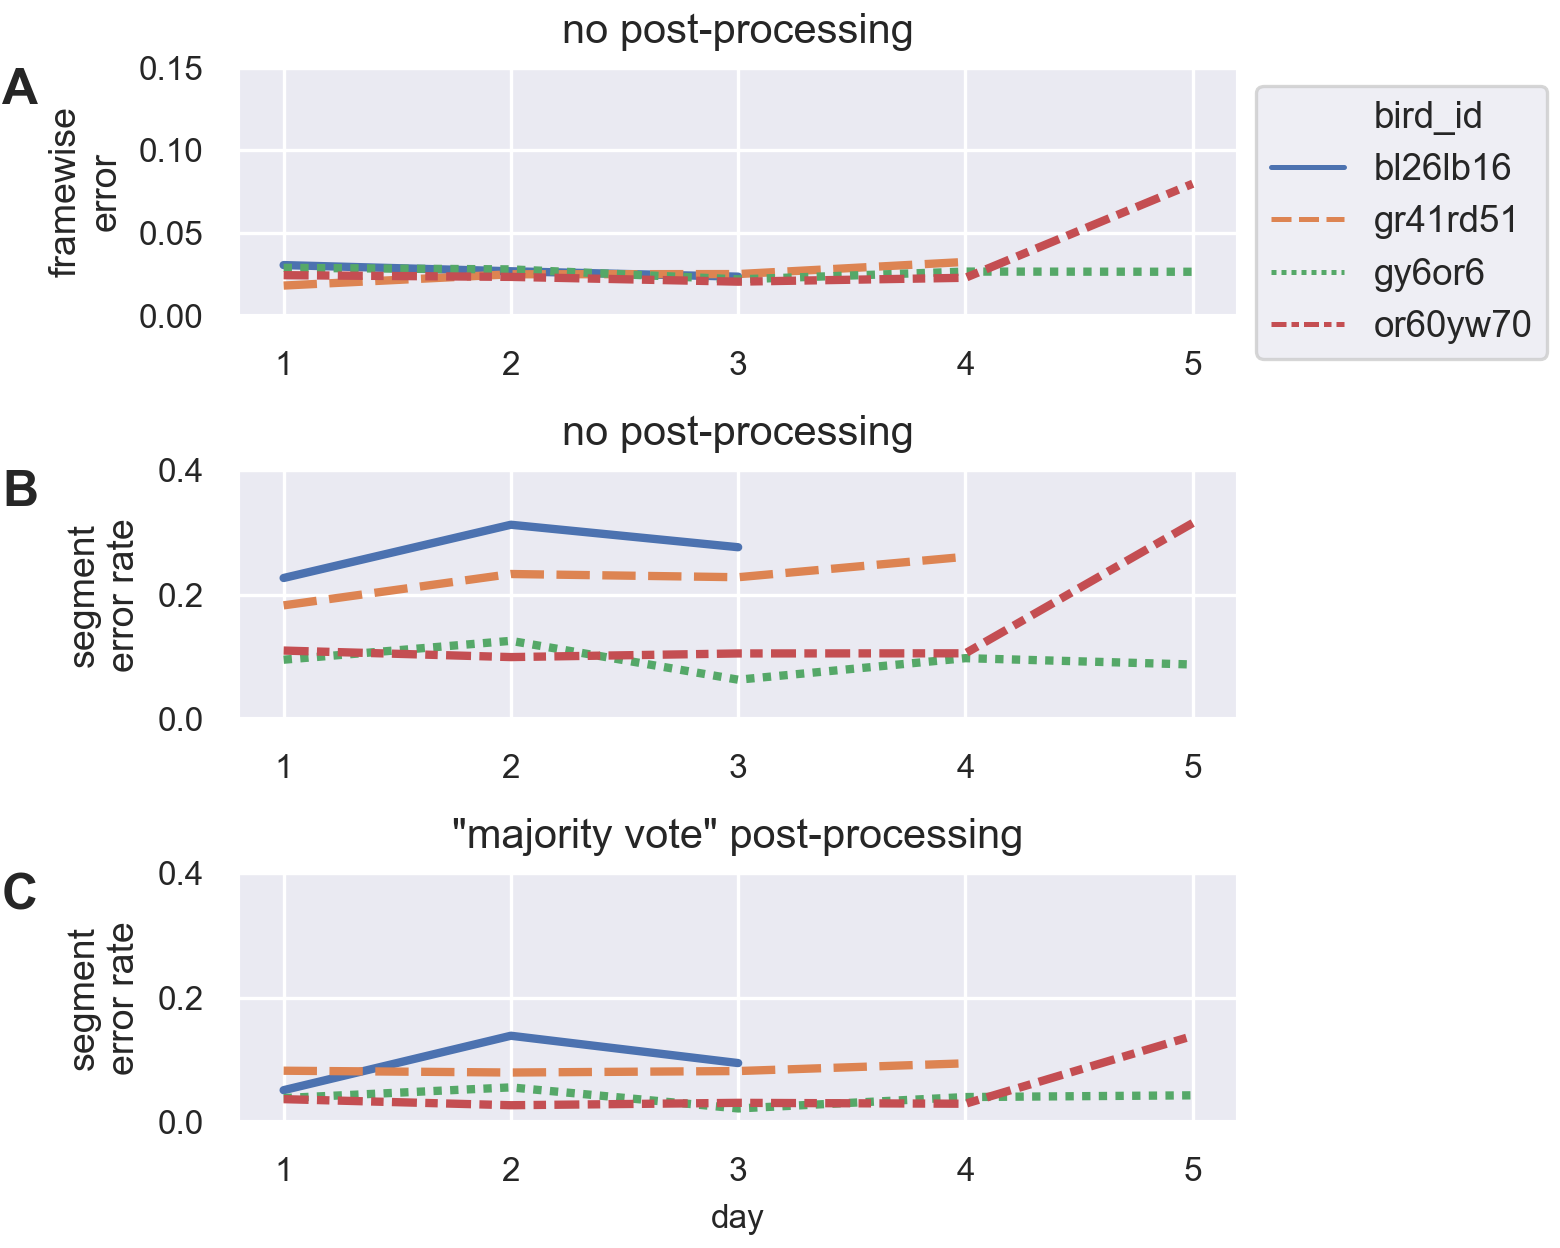 no post-processing
A
framewise
error
0.15
0.10
0.05
0.00
1 2 3 4 5
bird_id
bl26lb16
gr41rd51
gy6or6
or60yw70
no post-processing
B
segment
error rate
0.4
0.2
0.0
1 2 3 4 5
"majority vote" post-processing
C
segment
error rate
0.4
0.2
0.0
1 2 3 4 5
day